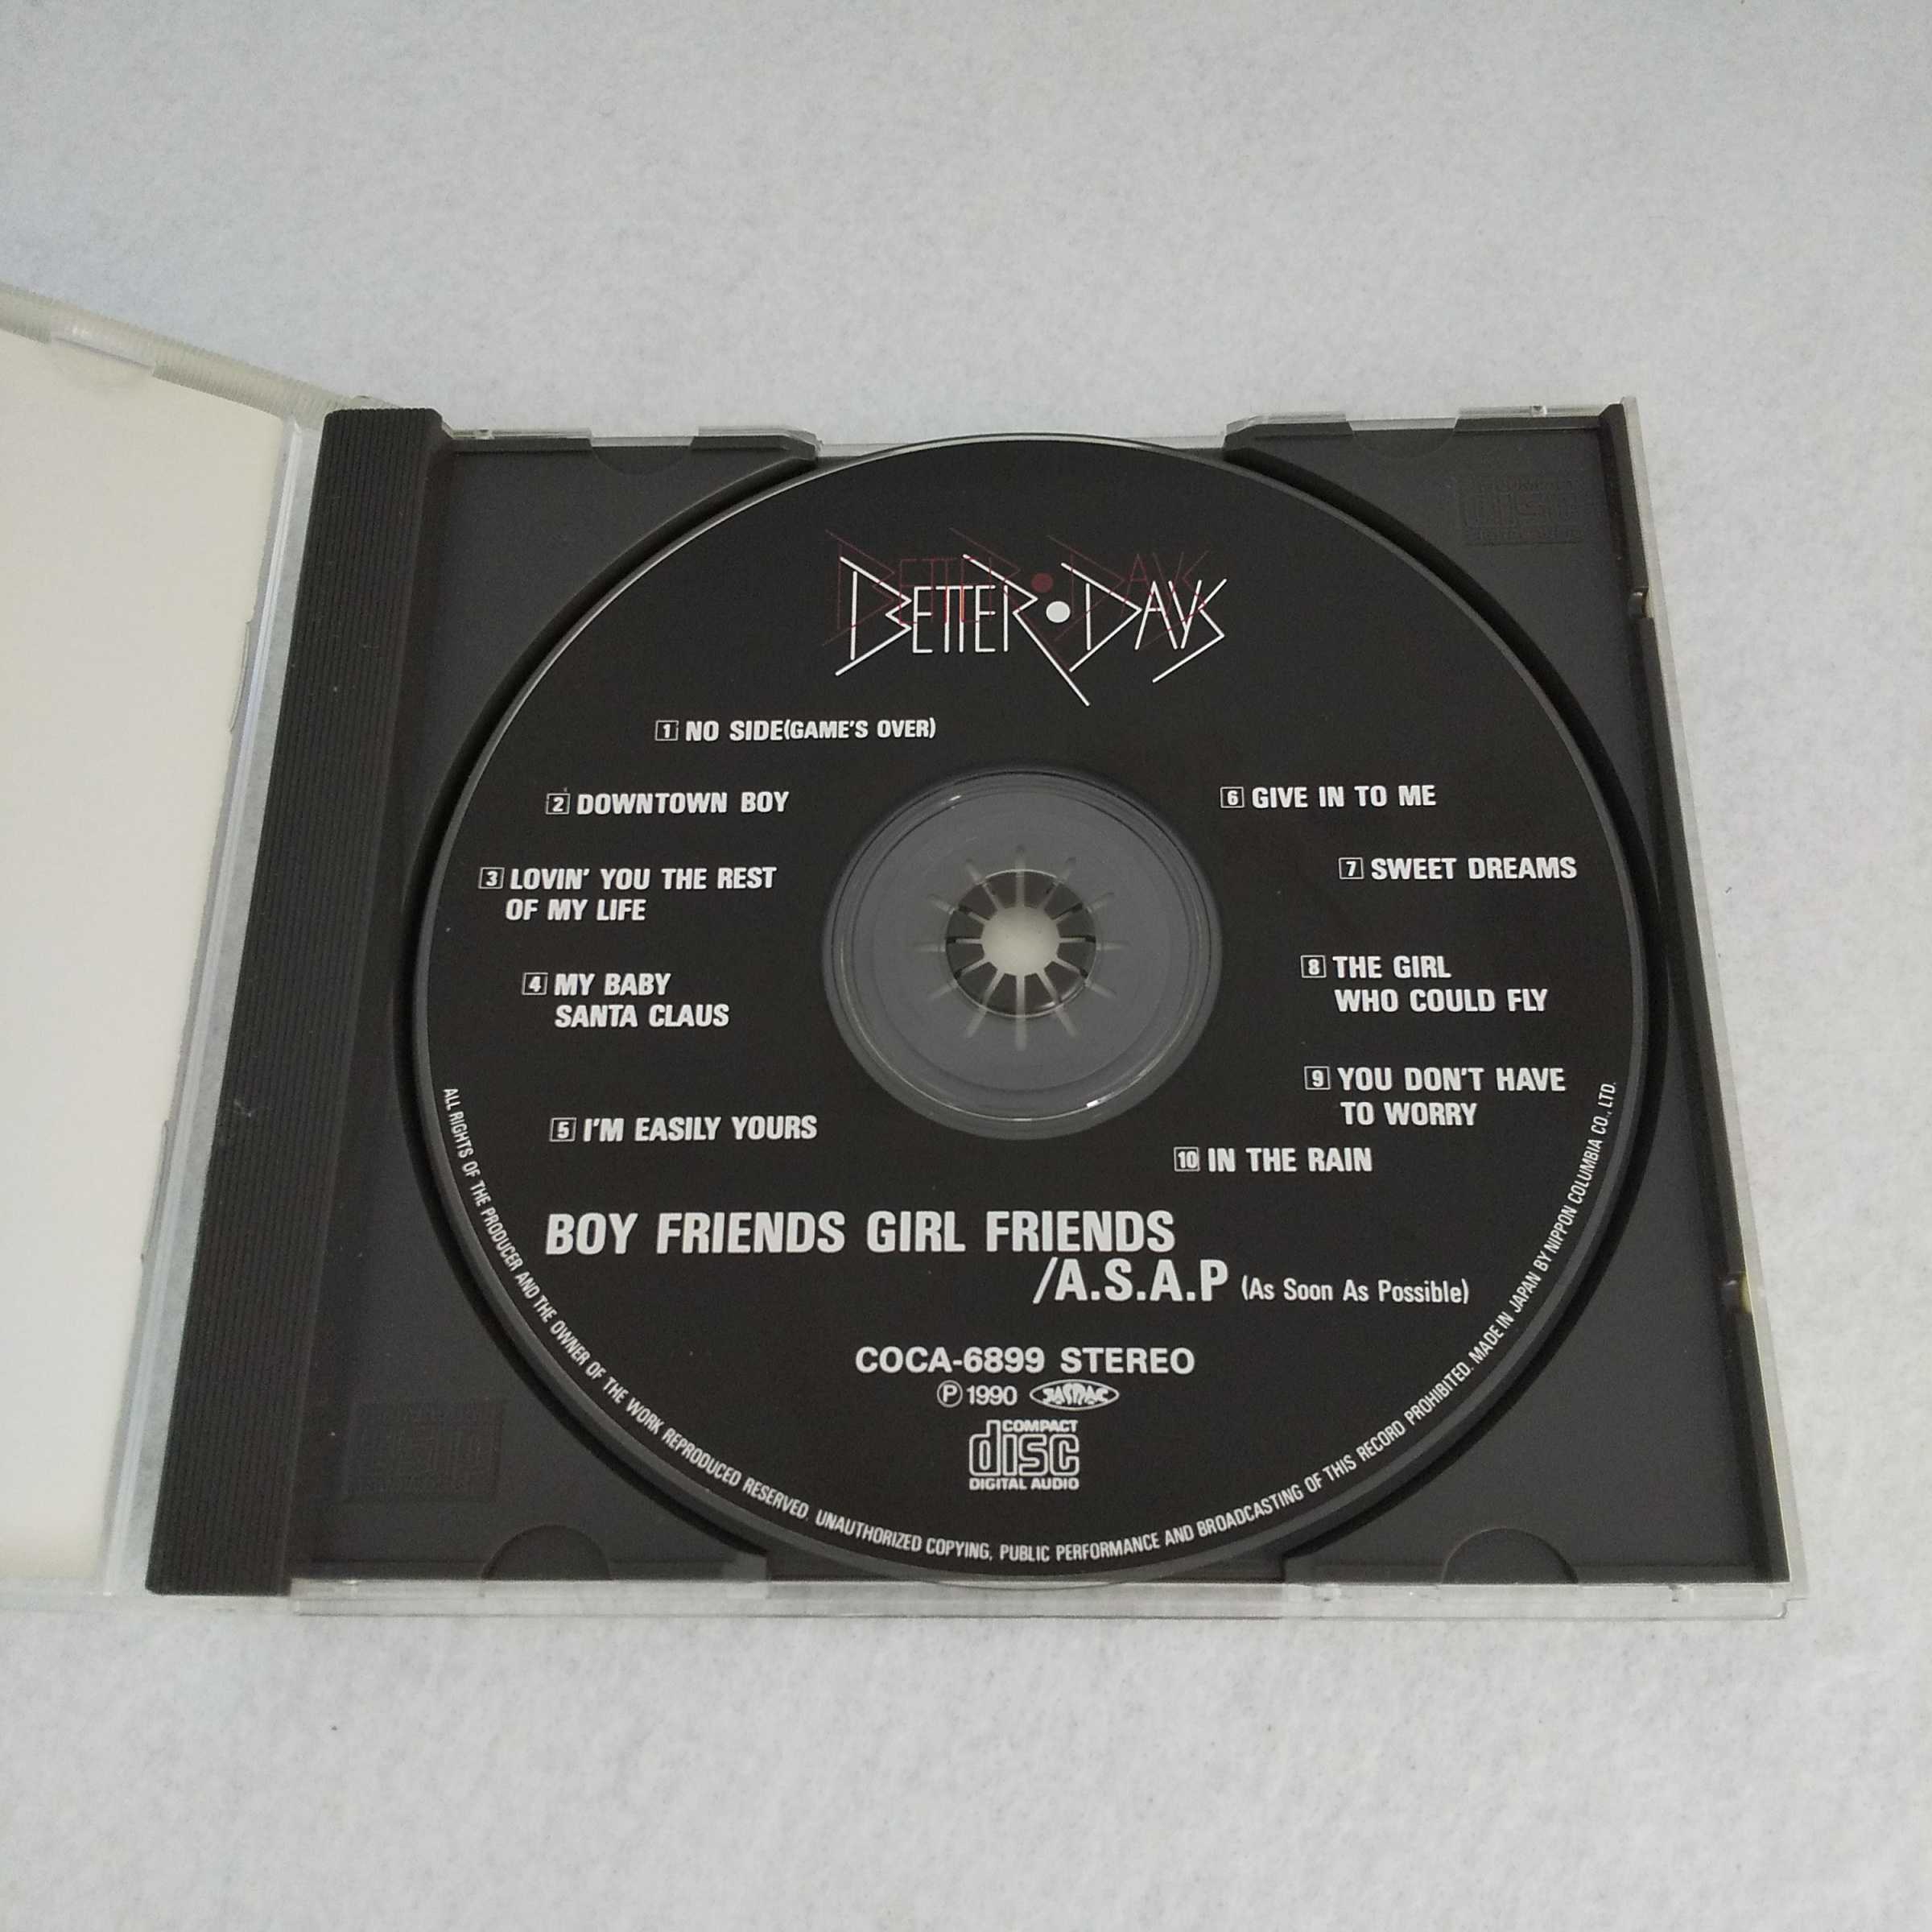 BETTER•DAYS
1 NO SIDE(GAME'S OVER)
2 DOWNTOWN BOY
3 LOVIN' YOU THE REST
OF MY LIFE
4 MY BABY
SANTA CLAUS
5 I'M EASILY YOURS
6 GIVE IN TO ME
7 SWEET DREAMS
8 THE GIRL
WHO COULD FLY
9 YOU DON'T HAVE
TO WORRY
10 IN THE RAIN
BOY FRIENDS GIRL FRIENDS
/A.S.A.P (As Soon As Possible)
COCA-6899 STEREO
Ⓟ1990 JASRAC
COMPACT
disc
DIGITAL AUDIO
ALL RIGHTS OF THE PRODUCER AND THE OWNER OF THE WORK REPRODUCED RESERVED. UNAUTHORIZED COPYING, PUBLIC PERFORMANCE AND BROADCASTING OF THIS RECORD PROHIBITED. MADE IN JAPAN BY NIPPON COLUMBIA CO., LTD.